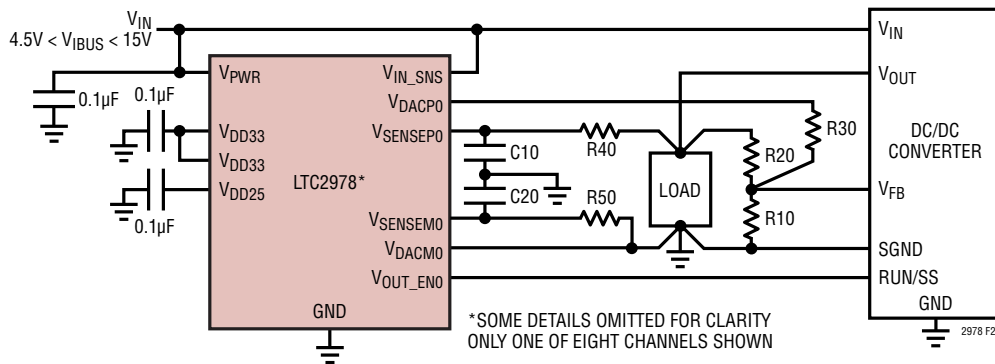 VIN
4.5V < VIBUS < 15V
0.1µF
0.1µF
0.1µF
VPWR
VDD33
VDD33
VDD25
LTC2978*
GND
VIN_SNS
VDACP0
VSENSEP0
VSENSEM0
VDACM0
VOUT_EN0
C10
C20
R40
R50
LOAD
R20
R30
R10
VIN
VOUT
DC/DC
CONVERTER
VFB
SGND
RUN/SS
GND
*SOME DETAILS OMITTED FOR CLARITY
ONLY ONE OF EIGHT CHANNELS SHOWN